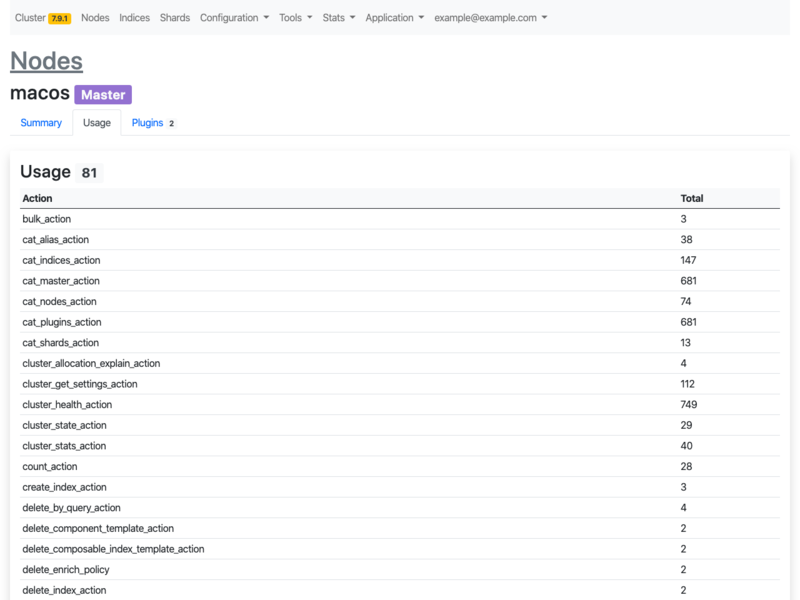 Cluster 7.9.1 Nodes Indices Shards Configuration Tools Stats Application example@example.com
Nodes
macos Master
Summary Usage Plugins 2
Usage 81
Action Total
bulk_action 3
cat_alias_action 38
cat_indices_action 147
cat_master_action 681
cat_nodes_action 74
cat_plugins_action 681
cat_shards_action 13
cluster_allocation_explain_action 4
cluster_get_settings_action 112
cluster_health_action 749
cluster_state_action 29
cluster_stats_action 40
count_action 28
create_index_action 3
delete_by_query_action 4
delete_component_template_action 2
delete_composable_index_template_action 2
delete_enrich_policy 2
delete_index_action 2